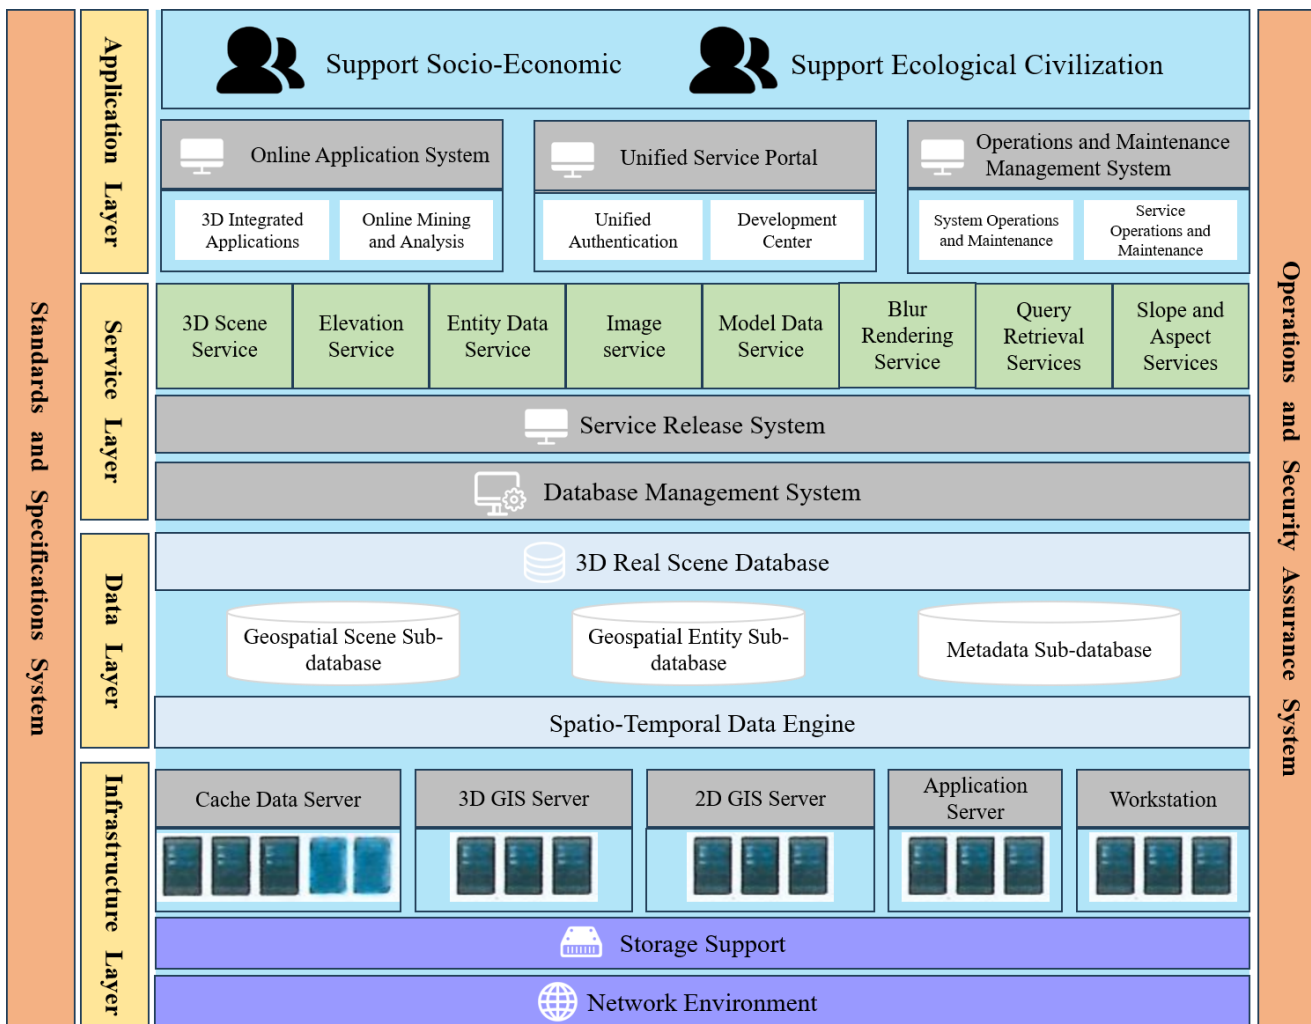 Standards and Specifications System
Application Layer
Support Socio-Economic
Support Ecological Civilization
Online Application System
3D Integrated
Applications
Online Mining
and Analysis
Unified Service Portal
Unified
Authentication
Development
Center
Operations and Maintenance
Management System
System Operations
and Maintenance
Service
Operations and
Maintenance
Service Layer
3D Scene
Service
Elevation
Service
Entity Data
Service
Image
service
Model Data
Service
Blur
Rendering
Service
Query
Retrieval
Services
Slope and
Aspect
Services
Service Release System
Database Management System
Data Layer
3D Real Scene Database
Geospatial Scene Sub-
database
Geospatial Entity Sub-
database
Metadata Sub-database
Spatio-Temporal Data Engine
Infrastructure Layer
Cache Data Server
3D GIS Server
2D GIS Server
Application
Server
Workstation
Storage Support
Network Environment
Operations and Security Assurance System